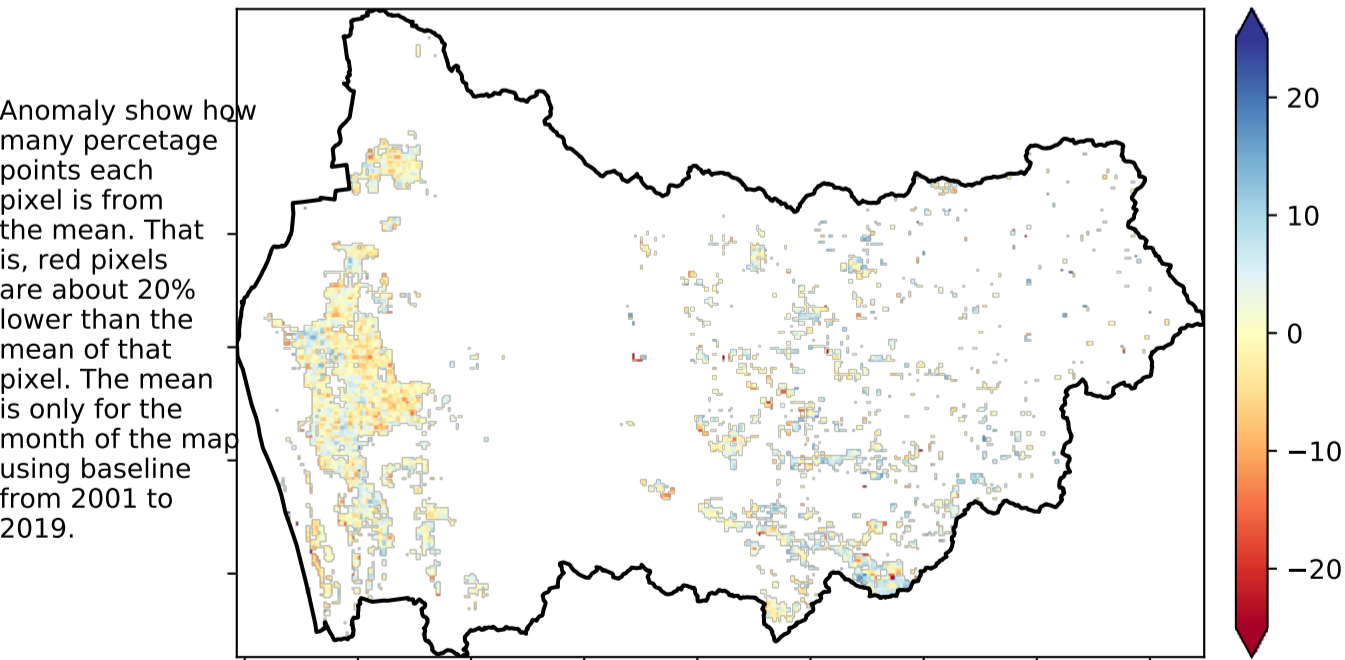 Anomaly show how
many percetage
points each
pixel is from
the mean. That
is, red pixels
are about 20%
lower than the
mean of that
pixel. The mean
is only for the
month of the map
using baseline
from 2001 to
2019.
20
10
0
−10
−20